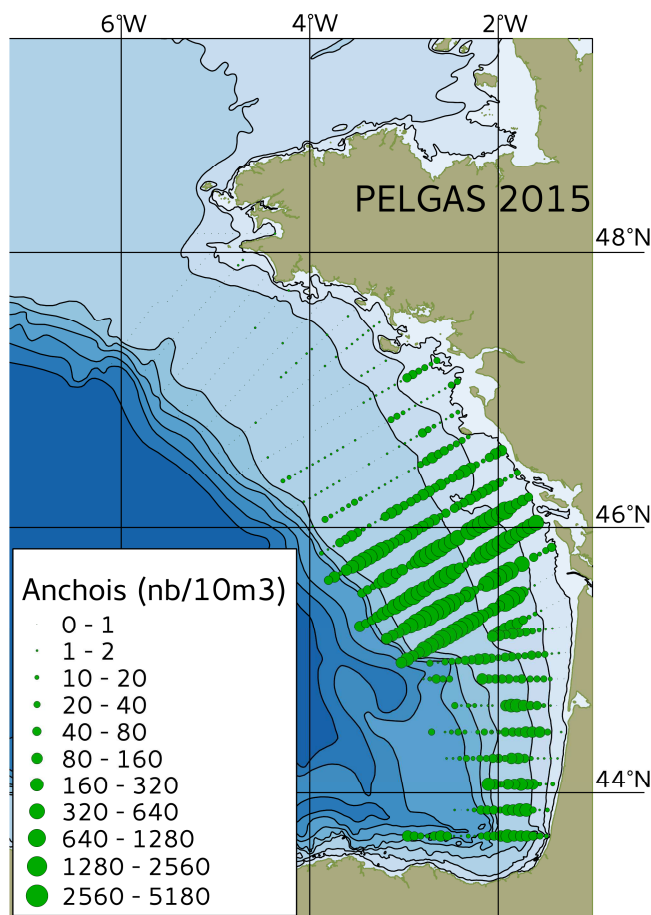 6°W 4°W 2°W
PELGAS 2015
48°N
46°N
Anchois (nb/10m3)
0 - 1
1 - 2
10 - 20
20 - 40
40 - 80
80 - 160
160 - 320
320 - 640
640 - 1280
1280 - 2560
2560 - 5180
44°N